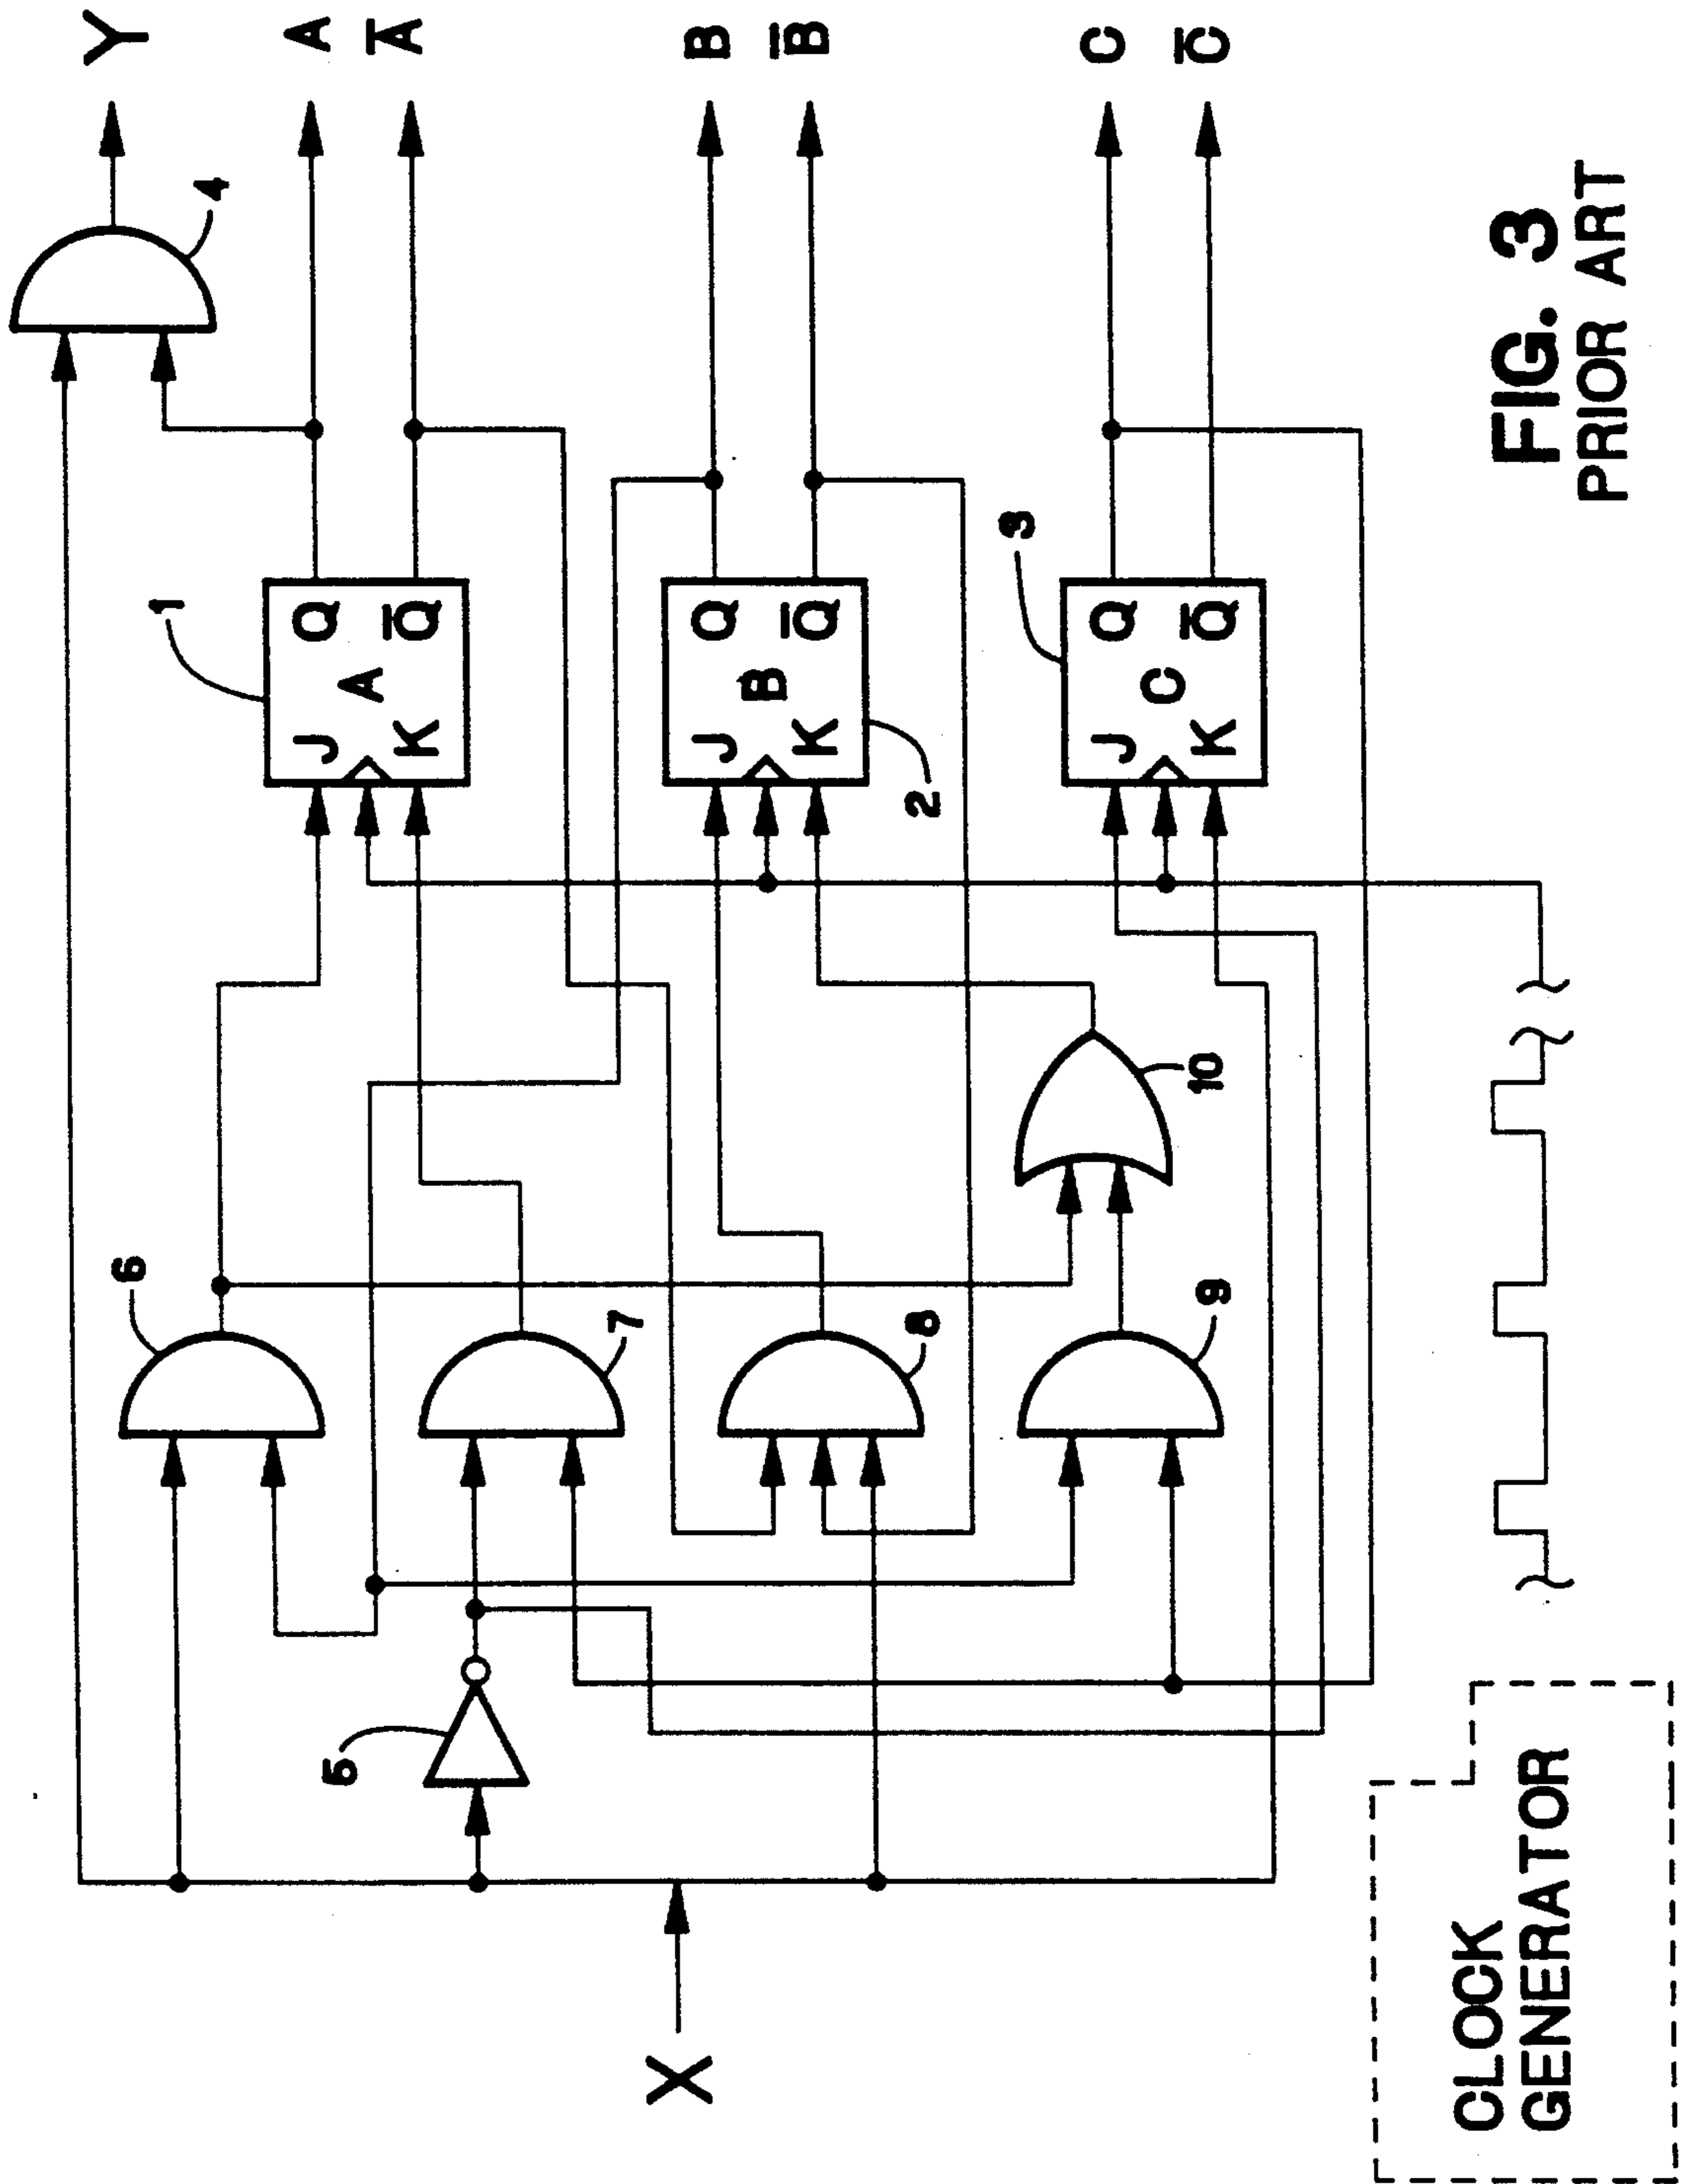 Y
A
A̅
B
B̅
C
C̅
4
1
J Q
A
K Q̅
2
J Q
B
K Q̅
3
J Q
C
K Q̅
5
6
7
8
9
10
X
CLOCK
GENERATOR
FIG. 3
PRIOR ART